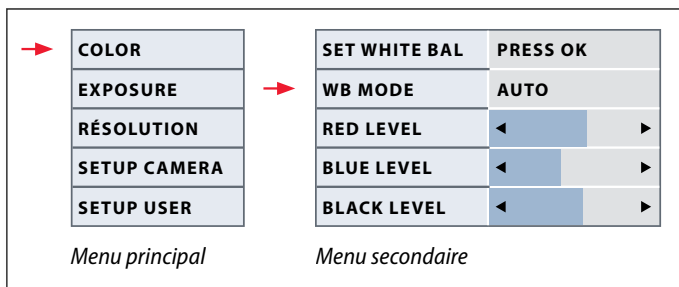 COLOR
EXPOSURE
RÉSOLUTION
SETUP CAMERA
SETUP USER
Menu principal
SET WHITE BAL PRESS OK
WB MODE AUTO
RED LEVEL
BLUE LEVEL
BLACK LEVEL
Menu secondaire